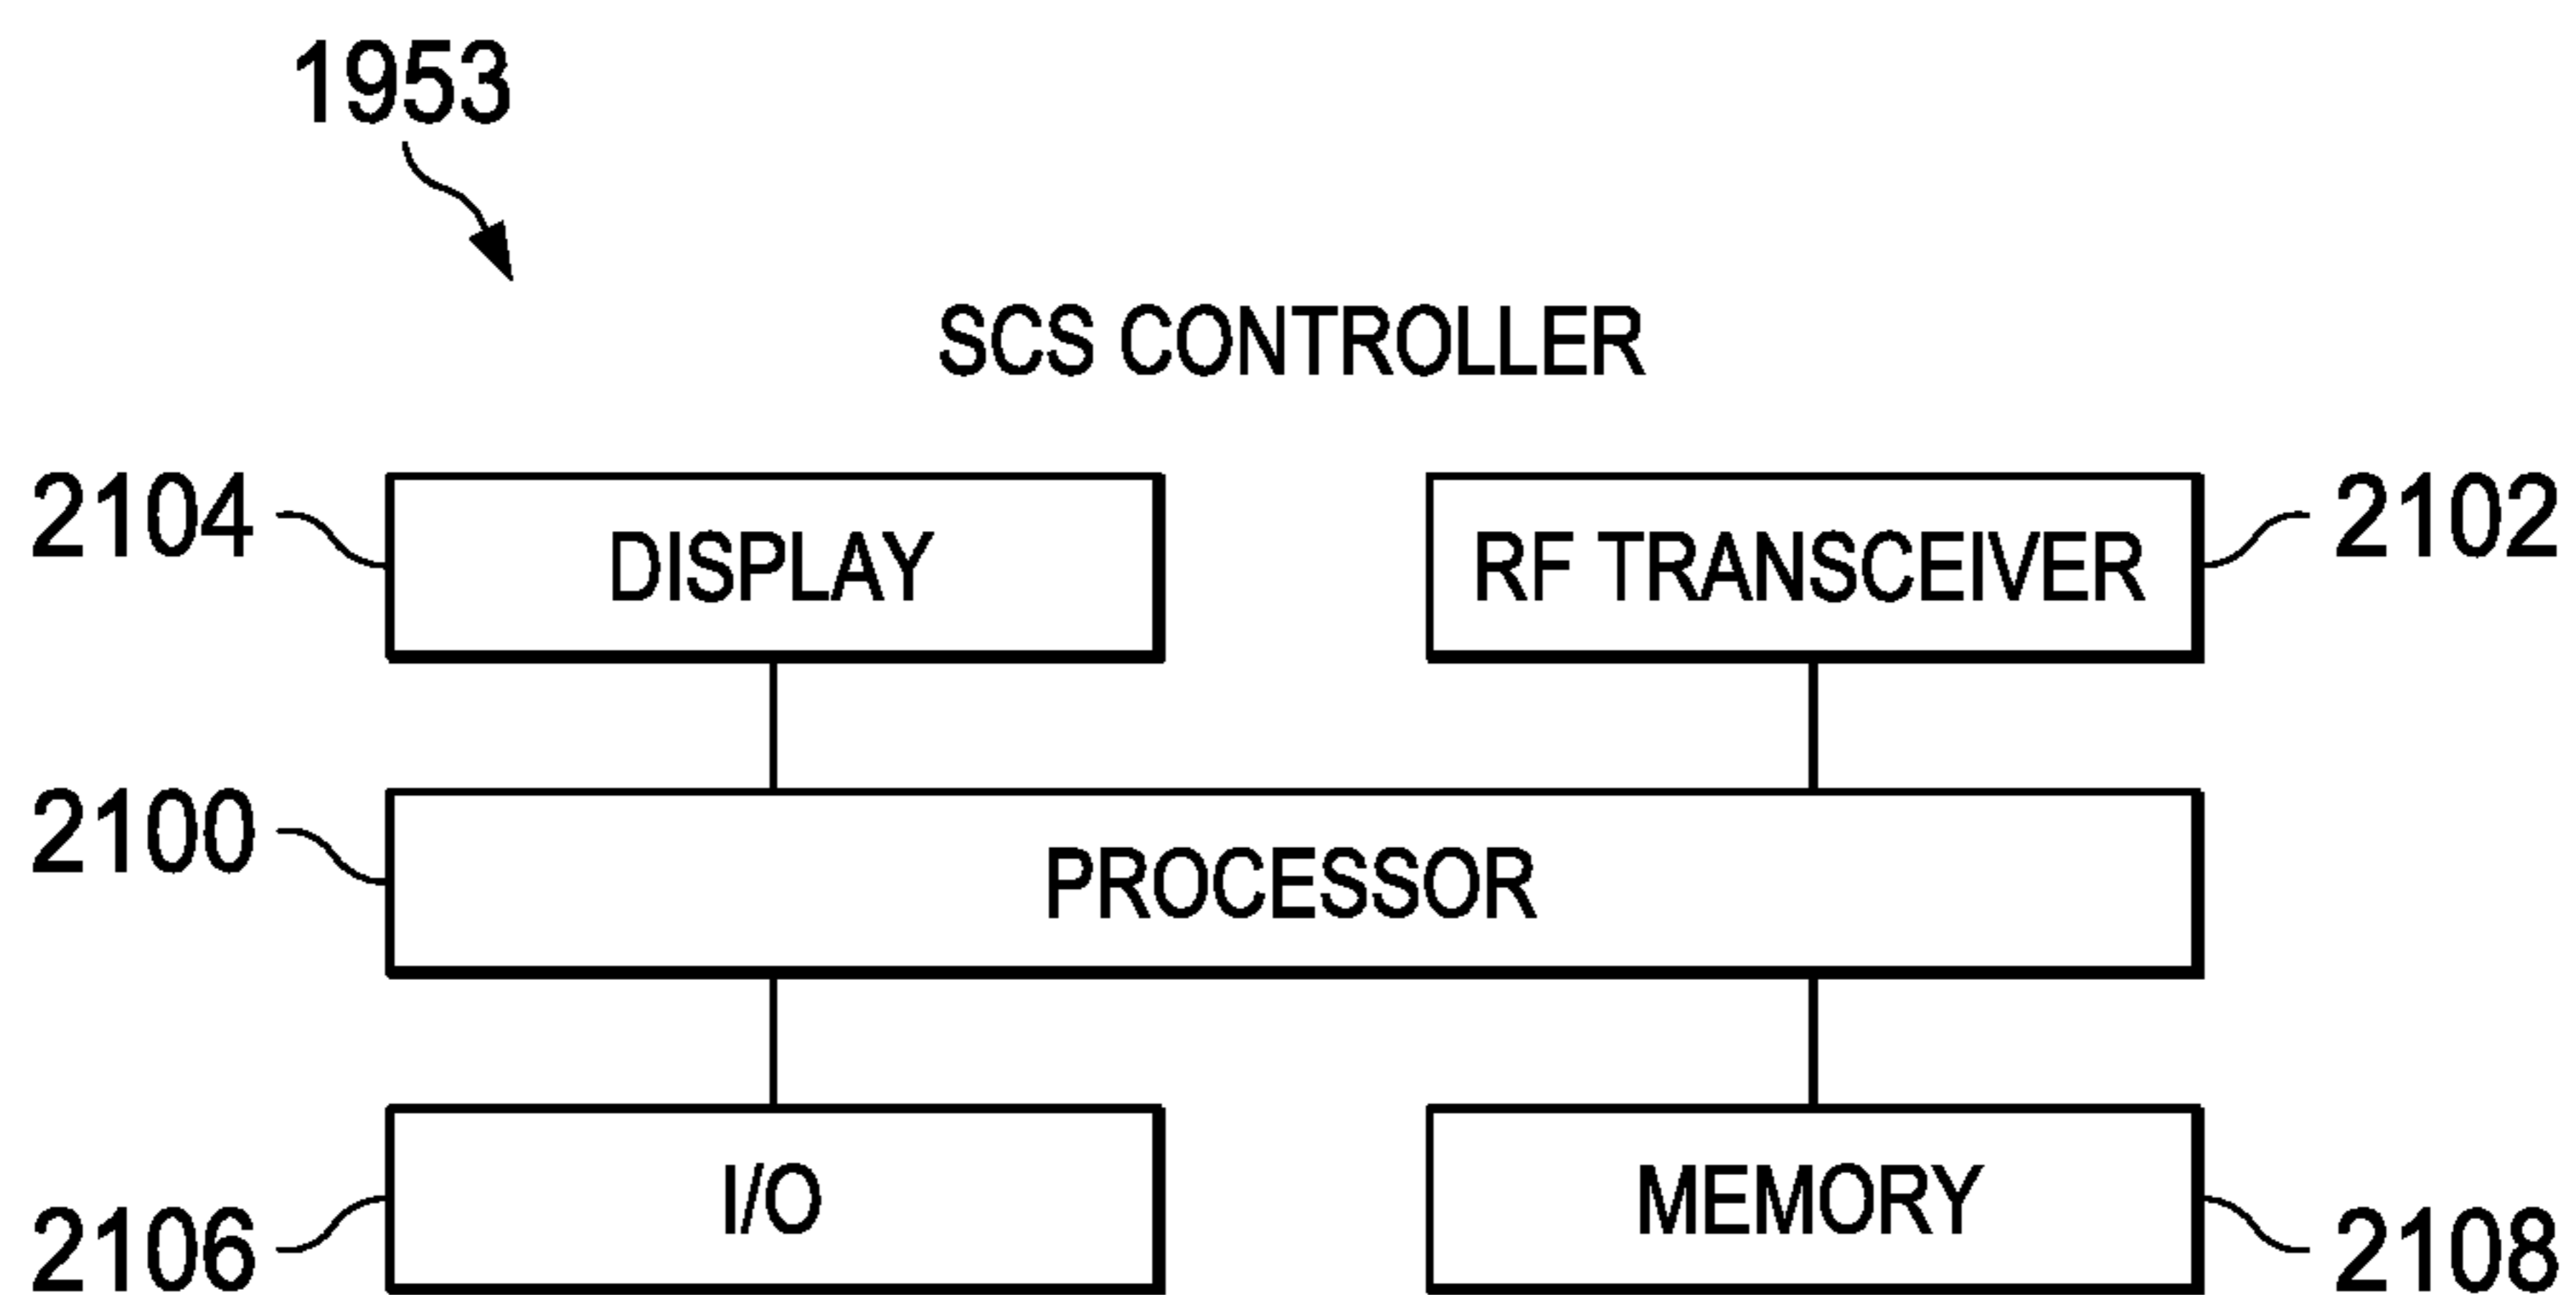 1953
SCS CONTROLLER
2104 DISPLAY RF TRANSCEIVER 2102
2100 PROCESSOR
2106 I/O MEMORY 2108